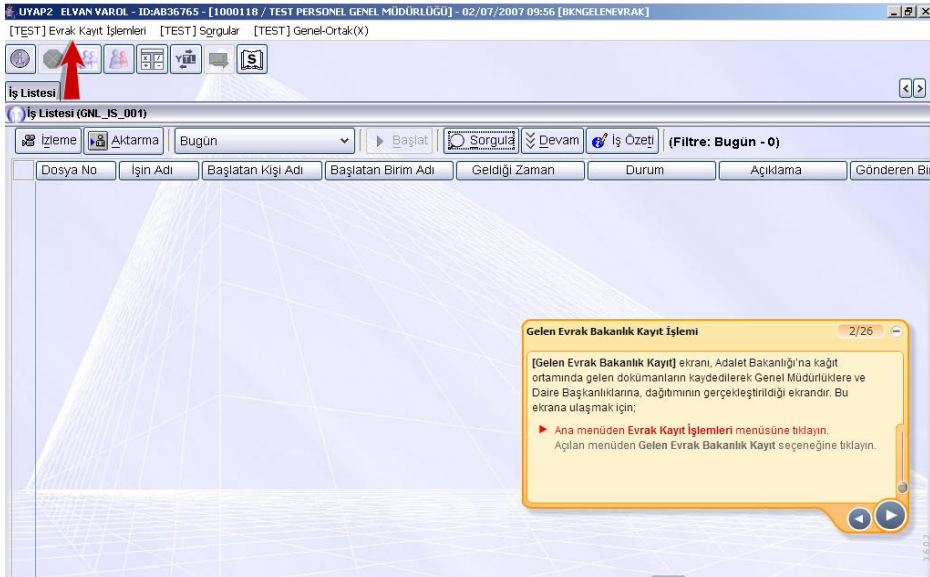 UYAP2 ELVAN VAROL - ID:AB36765 - [1000118 / TEST PERSONEL GENEL MÜDÜRLÜĞÜ] - 02/07/2007 09:56 [BKNGELENEVRAK]
[TEST] Evrak Kayıt İşlemleri [TEST] Sorgular [TEST] Genel-Ortak(X)
İş Listesi
İş Listesi (GNL_IS_001)
İzleme Aktarma Bugün Başlat Sorgula Devam İş Özeti (Filtre: Bugün - 0)
Dosya No İşin Adı Başlatan Kişi Adı Başlatan Birim Adı Geldiği Zaman Durum Açıklama Gönderen Bi
Gelen Evrak Bakanlık Kayıt İşlemi 2/26
[Gelen Evrak Bakanlık Kayıt] ekranı, Adalet Bakanlığı'na kağıt
ortamında gelen dokümanların kaydedilerek Genel Müdürlüklere ve
Daire Başkanlıklarına, dağıtımının gerçekleştirildiği ekrandır. Bu
ekrana ulaşmak için;
Ana menüden Evrak Kayıt İşlemleri menüsüne tıklayın.
Açılan menüden Gelen Evrak Bakanlık Kayıt seçeneğine tıklayın.